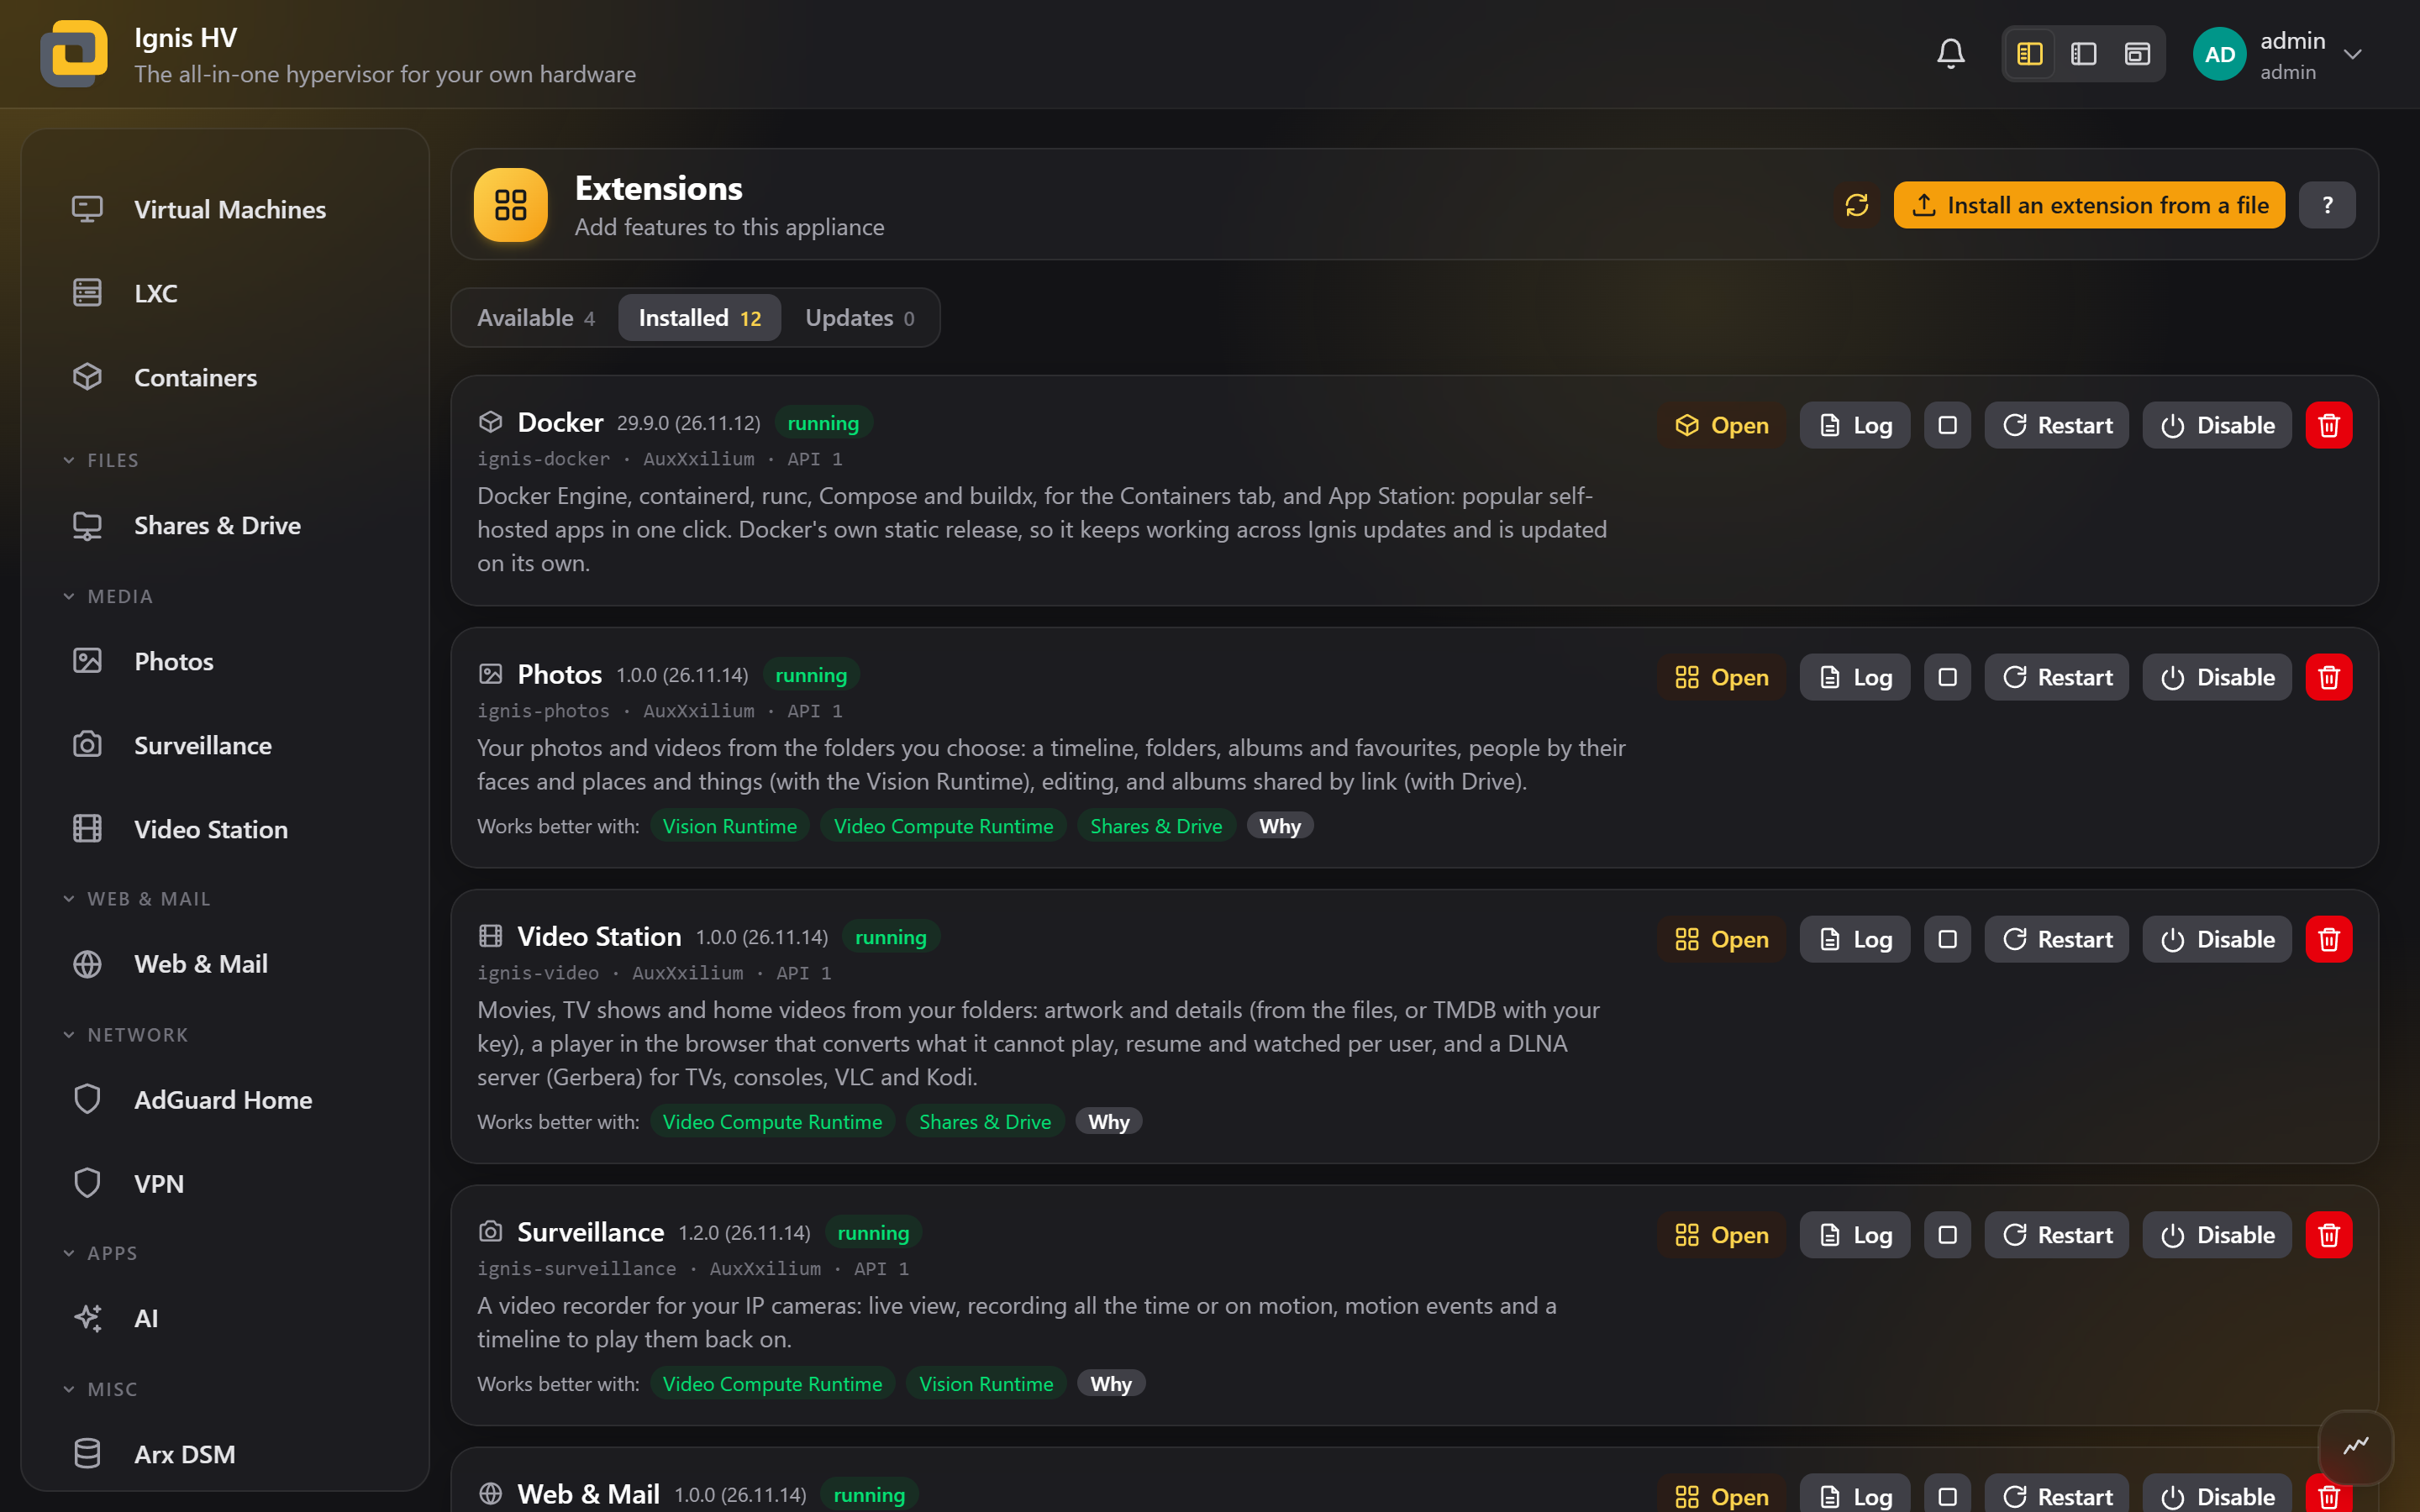 Ignis HV
The all-in-one hypervisor for your own hardware
AD
admin
admin
Virtual Machines
LXC
Containers
FILES
Shares & Drive
MEDIA
Photos
Surveillance
Video Station
WEB & MAIL
Web & Mail
NETWORK
AdGuard Home
VPN
APPS
AI
MISC
Arx DSM
Extensions
Add features to this appliance
Install an extension from a file
?
Available 4
Installed 12
Updates 0
Docker 29.9.0 (26.11.12) running
Open Log Restart Disable
ignis-docker · AuxXxilium · API 1
Docker Engine, containerd, runc, Compose and buildx, for the Containers tab, and App Station: popular self-
hosted apps in one click. Docker's own static release, so it keeps working across Ignis updates and is updated
on its own.
Photos 1.0.0 (26.11.14) running
Open Log Restart Disable
ignis-photos · AuxXxilium · API 1
Your photos and videos from the folders you choose: a timeline, folders, albums and favourites, people by their
faces and places and things (with the Vision Runtime), editing, and albums shared by link (with Drive).
Works better with: Vision Runtime Video Compute Runtime Shares & Drive Why
Video Station 1.0.0 (26.11.14) running
Open Log Restart Disable
ignis-video · AuxXxilium · API 1
Movies, TV shows and home videos from your folders: artwork and details (from the files, or TMDB with your
key), a player in the browser that converts what it cannot play, resume and watched per user, and a DLNA
server (Gerbera) for TVs, consoles, VLC and Kodi.
Works better with: Video Compute Runtime Shares & Drive Why
Surveillance 1.2.0 (26.11.14) running
Open Log Restart Disable
ignis-surveillance · AuxXxilium · API 1
A video recorder for your IP cameras: live view, recording all the time or on motion, motion events and a
timeline to play them back on.
Works better with: Video Compute Runtime Vision Runtime Why
Web & Mail 1.0.0 (26.11.14) running
Open Log Restart Disable